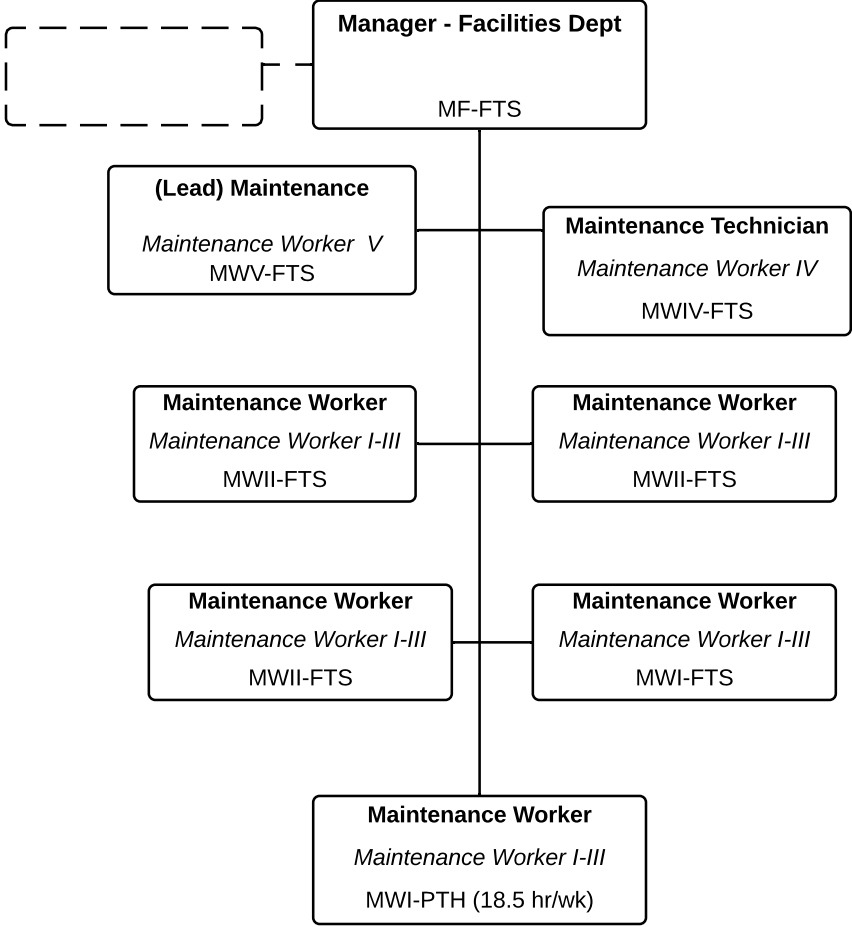 Manager - Facilities Dept
MF-FTS
(Lead) Maintenance
Maintenance Worker  V
MWV-FTS
Maintenance Technician
Maintenance Worker IV
MWIV-FTS
Maintenance Worker
Maintenance Worker I-III
MWII-FTS
Maintenance Worker
Maintenance Worker I-III
MWII-FTS
Maintenance Worker
Maintenance Worker I-III
MWII-FTS
Maintenance Worker
Maintenance Worker I-III
MWI-FTS
Maintenance Worker
Maintenance Worker I-III
MWI-PTH (18.5 hr/wk)